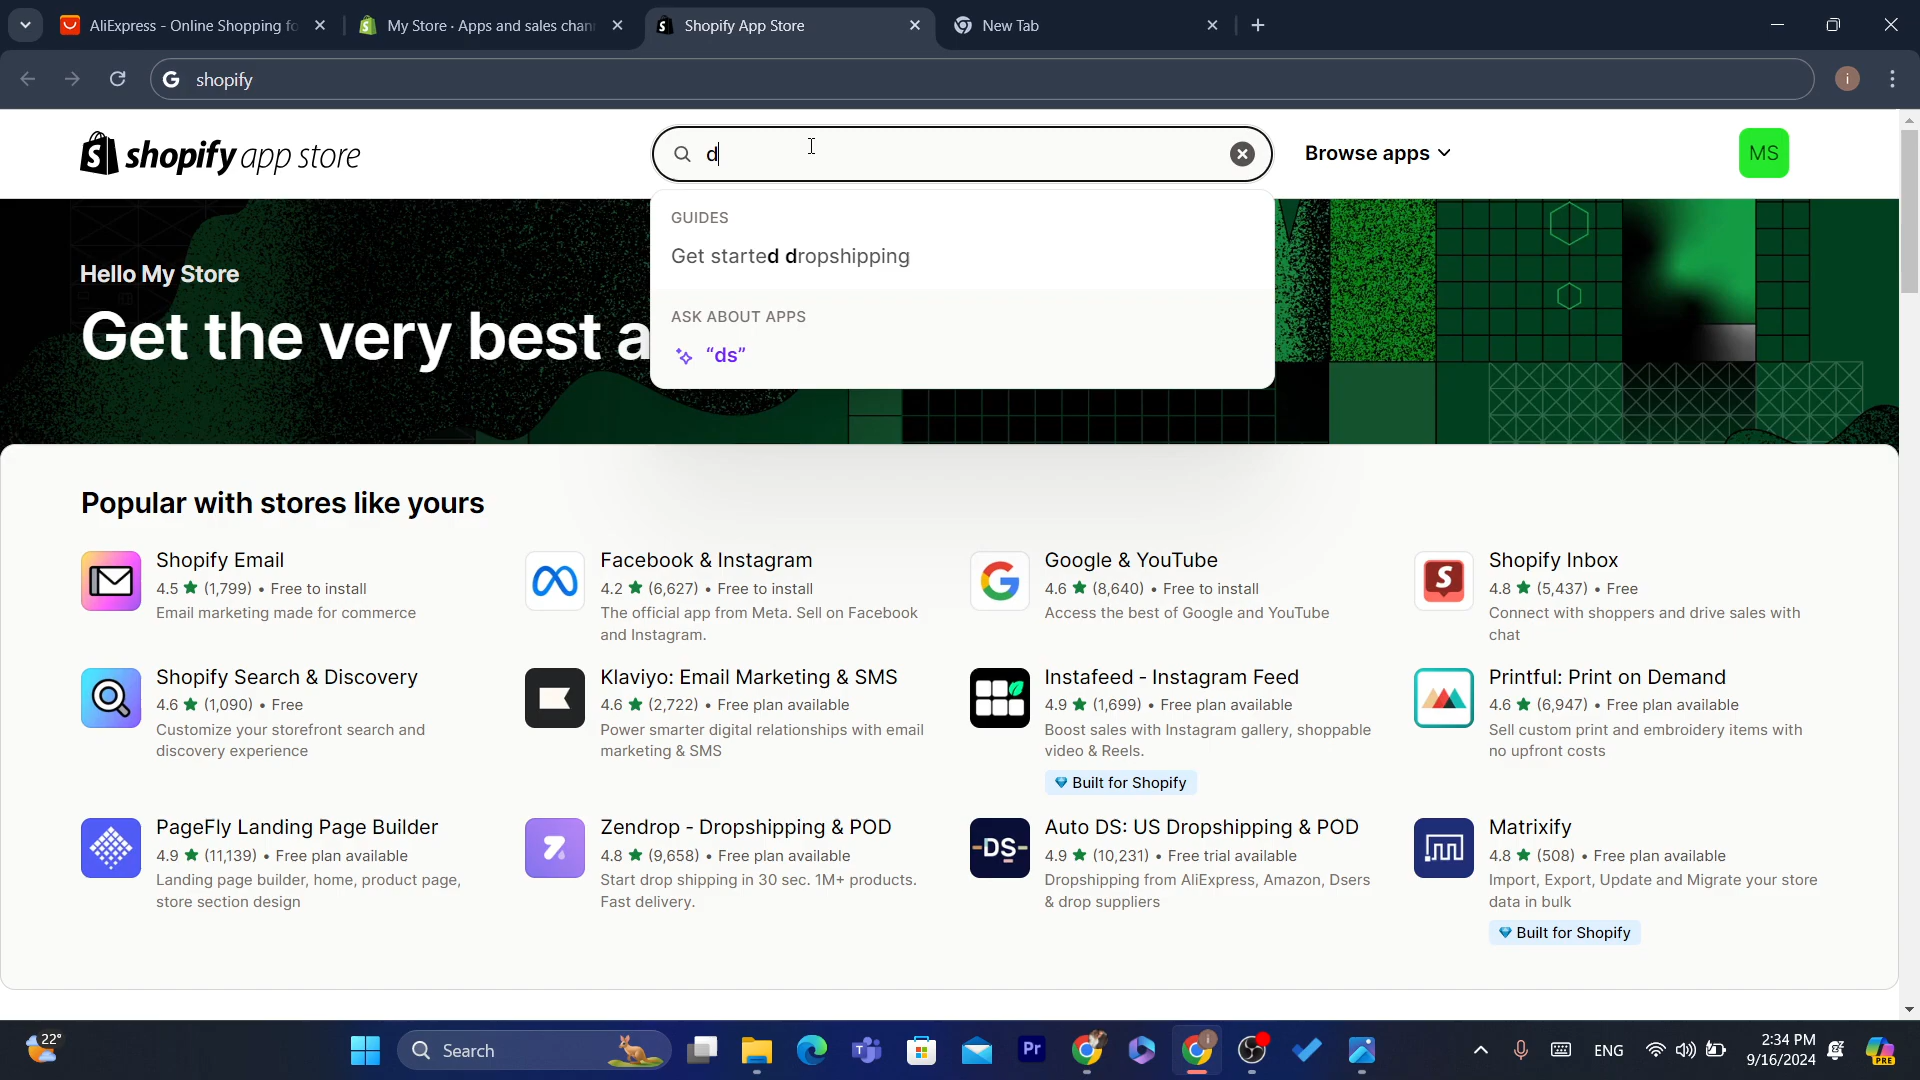 AliExpress - Online Shopping fo
My Store · Apps and sales chan
Shopify App Store
New Tab
shopify
i
shopify app store
d
Browse apps
MS
GUIDES
Get started dropshipping
ASK ABOUT APPS
“ds”
Hello My Store
Get the very best a
Popular with stores like yours
Shopify Email
4.5 ★ (1,799) • Free to install
Email marketing made for commerce
Facebook & Instagram
4.2 ★ (6,627) • Free to install
The official app from Meta. Sell on Facebook
and Instagram.
Google & YouTube
4.6 ★ (8,640) • Free to install
Access the best of Google and YouTube
Shopify Inbox
4.8 ★ (5,437) • Free
Connect with shoppers and drive sales with
chat
Shopify Search & Discovery
4.6 ★ (1,090) • Free
Customize your storefront search and
discovery experience
Klaviyo: Email Marketing & SMS
4.6 ★ (2,722) • Free plan available
Power smarter digital relationships with email
marketing & SMS
Instafeed - Instagram Feed
4.9 ★ (1,699) • Free plan available
Boost sales with Instagram gallery, shoppable
video & Reels.
Built for Shopify
Printful: Print on Demand
4.6 ★ (6,947) • Free plan available
Sell custom print and embroidery items with
no upfront costs
PageFly Landing Page Builder
4.9 ★ (11,139) • Free plan available
Landing page builder, home, product page,
store section design
Zendrop - Dropshipping & POD
4.8 ★ (9,658) • Free plan available
Start drop shipping in 30 sec. 1M+ products.
Fast delivery.
-DS-
Auto DS: US Dropshipping & POD
4.9 ★ (10,231) • Free trial available
Dropshipping from AliExpress, Amazon, Dsers
& drop suppliers
Matrixify
4.8 ★ (508) • Free plan available
Import, Export, Update and Migrate your store
data in bulk
Built for Shopify
22°
Search
Pr
ENG
2:34 PM
9/16/2024
PRE